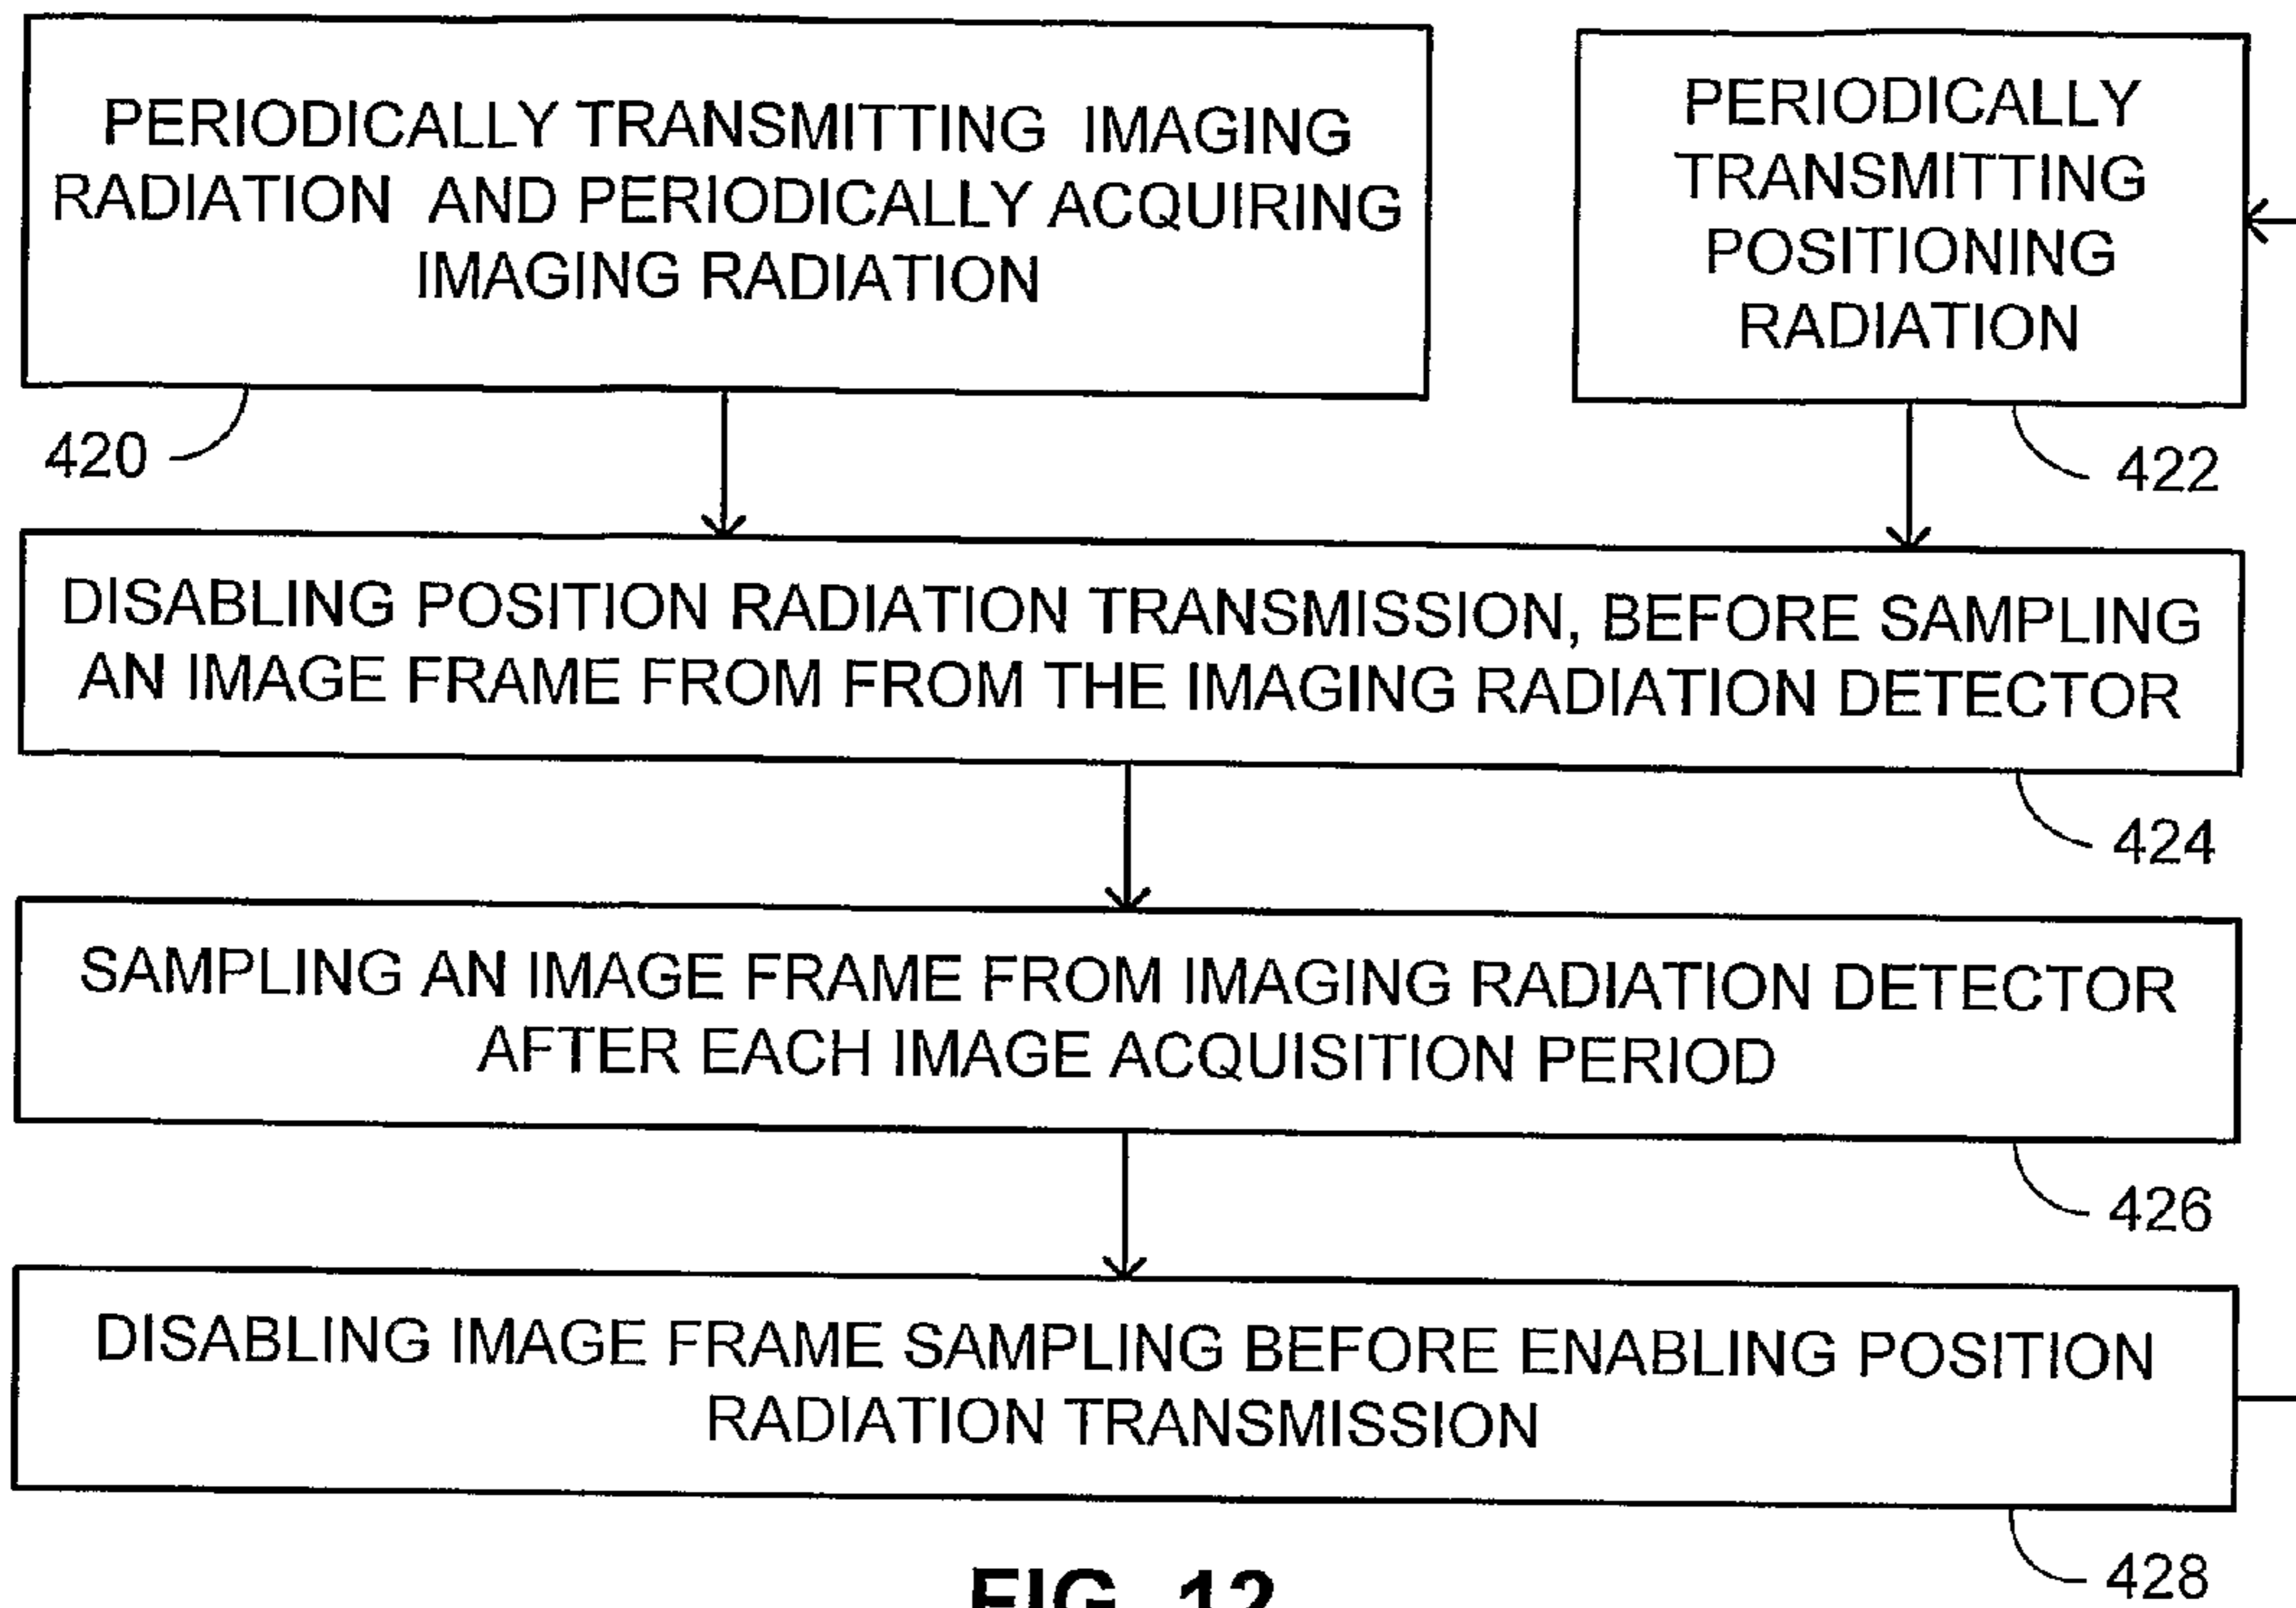 PERIODICALLY TRANSMITTING IMAGING
RADIATION AND PERIODICALLY ACQUIRING
IMAGING RADIATION
420
PERIODICALLY
TRANSMITTING
POSITIONING
RADIATION
422
DISABLING POSITION RADIATION TRANSMISSION, BEFORE SAMPLING
AN IMAGE FRAME FROM FROM THE IMAGING RADIATION DETECTOR
424
SAMPLING AN IMAGE FRAME FROM IMAGING RADIATION DETECTOR
AFTER EACH IMAGE ACQUISITION PERIOD
426
DISABLING IMAGE FRAME SAMPLING BEFORE ENABLING POSITION
RADIATION TRANSMISSION
428
FIG. 12